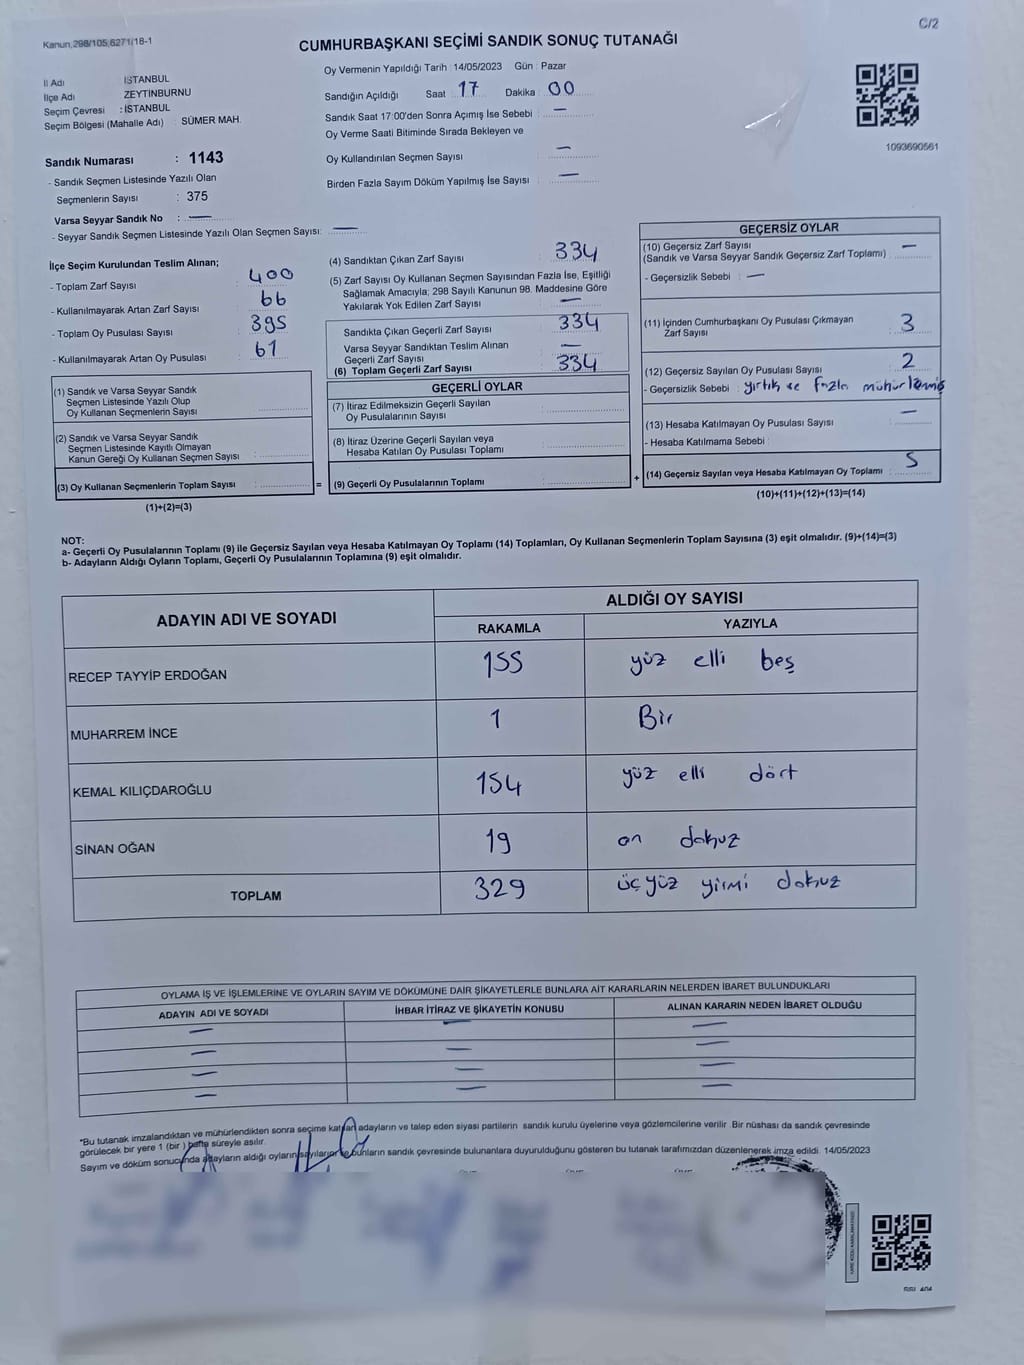 C/2
Kanun,298/105,6271/18-1
CUMHURBAŞKANI SEÇİMİ SANDIK SONUÇ TUTANAĞI
İl Adı İSTANBUL
İlçe Adı ZEYTİNBURNU
Seçim Çevresi : İSTANBUL
Seçim Bölgesi (Mahalle Adı) : SÜMER MAH.
Sandık Numarası : 1143
- Sandık Seçmen Listesinde Yazılı Olan
Seçmenlerin Sayısı : 375
Varsa Seyyar Sandık No : —
- Seyyar Sandık Seçmen Listesinde Yazılı Olan Seçmen Sayısı: —
Oy Vermenin Yapıldığı Tarih : 14/05/2023 Gün : Pazar
Sandığın Açıldığı Saat 17 Dakika 00
Sandık Saat 17:00'den Sonra Açımış İse Sebebi : —
Oy Verme Saati Bitiminde Sırada Bekleyen ve
Oy Kullandırılan Seçmen Sayısı : —
Birden Fazla Sayım Döküm Yapılmış İse Sayısı : —
1093690561
İlçe Seçim Kurulundan Teslim Alınan;
- Toplam Zarf Sayısı 400
- Kullanılmayarak Artan Zarf Sayısı 66
- Toplam Oy Pusulası Sayısı 395
- Kullanılmayarak Artan Oy Pusulası 61
(1) Sandık ve Varsa Seyyar Sandık
Seçmen Listesinde Yazılı Olup
Oy Kullanan Seçmenlerin Sayısı
(2) Sandık ve Varsa Seyyar Sandık
Seçmen Listesinde Kayıtlı Olmayan
Kanun Gereği Oy Kullanan Seçmen Sayısı
(3) Oy Kullanan Seçmenlerin Toplam Sayısı
(1)+(2)=(3)
=
(4) Sandıktan Çıkan Zarf Sayısı 334
(5) Zarf Sayısı Oy Kullanan Seçmen Sayısından Fazla İse, Eşitliği
Sağlamak Amacıyla; 298 Sayılı Kanunun 98. Maddesine Göre
Yakılarak Yok Edilen Zarf Sayısı —
Sandıkta Çıkan Geçerli Zarf Sayısı 334
Varsa Seyyar Sandıktan Teslim Alınan
Geçerli Zarf Sayısı —
(6) Toplam Geçerli Zarf Sayısı 334
GEÇERLİ OYLAR
(7) İtiraz Edilmeksizin Geçerli Sayılan
Oy Pusulalarının Sayısı
(8) İtiraz Üzerine Geçerli Sayılan veya
Hesaba Katılan Oy Pusulası Toplamı
(9) Geçerli Oy Pusulalarının Toplamı
+
GEÇERSİZ OYLAR
(10) Geçersiz Zarf Sayısı
(Sandık ve Varsa Seyyar Sandık Geçersiz Zarf Toplamı) : —
- Geçersizlik Sebebi : —
(11) İçinden Cumhurbaşkanı Oy Pusulası Çıkmayan
Zarf Sayısı 3
(12) Geçersiz Sayılan Oy Pusulası Sayısı 2
- Geçersizlik Sebebi : yırtık ve fazla mühürlenmiş
(13) Hesaba Katılmayan Oy Pusulası Sayısı —
- Hesaba Katılmama Sebebi :
(14) Geçersiz Sayılan veya Hesaba Katılmayan Oy Toplamı 5
(10)+(11)+(12)+(13)=(14)
NOT:
a- Geçerli Oy Pusulalarının Toplamı (9) ile Geçersiz Sayılan veya Hesaba Katılmayan Oy Toplamı (14) Toplamları, Oy Kullanan Seçmenlerin Toplam Sayısına (3) eşit olmalıdır. (9)+(14)=(3)
b- Adayların Aldığı Oyların Toplamı, Geçerli Oy Pusulalarının Toplamına (9) eşit olmalıdır.
ADAYIN ADI VE SOYADI ALDIĞI OY SAYISI
RAKAMLA YAZIYLA
RECEP TAYYİP ERDOĞAN 155 yüz elli beş
MUHARREM İNCE 1 Bir
KEMAL KILIÇDAROĞLU 154 yüz elli dört
SİNAN OĞAN 19 on dokuz
TOPLAM 329 üç yüz yirmi dokuz
OYLAMA İŞ VE İŞLEMLERİNE VE OYLARIN SAYIM VE DÖKÜMÜNE DAİR ŞİKAYETLERLE BUNLARA AİT KARARLARIN NELERDEN İBARET BULUNDUKLARI
ADAYIN ADI VE SOYADI İHBAR İTİRAZ VE ŞİKAYETİN KONUSU ALINAN KARARIN NEDEN İBARET OLDUĞU
— — —
— — —
— — —
— — —
*Bu tutanak imzalandıktan ve mühürlendikten sonra seçime katılan adayların ve talep eden siyasi partilerin sandık kurulu üyelerine veya gözlemcilerine verilir. Bir nüshası da sandık çevresinde
görülecek bir yere 1 (bir ) hafta süreyle asılır.
Sayım ve döküm sonucunda adayların aldığı oyların sayılarının bunların sandık çevresinde bulunanlara duyurulduğunu gösteren bu tutanak tarafımızdan düzenlenerek imza edildi. 14/05/2023